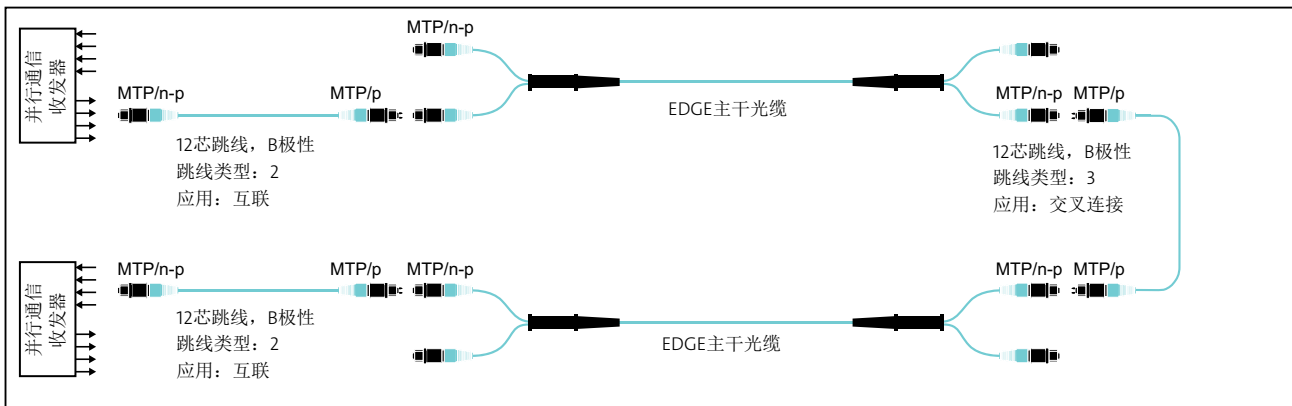 并行通信
收发器
MTP/n-p
MTP/p
MTP/n-p
EDGE主干光缆
MTP/n-p
MTP/p
12芯跳线，B极性
跳线类型：2
应用：互联
12芯跳线，B极性
跳线类型：3
应用：交叉连接
并行通信
收发器
MTP/n-p
MTP/p
MTP/n-p
EDGE主干光缆
MTP/n-p
MTP/p
12芯跳线，B极性
跳线类型：2
应用：互联